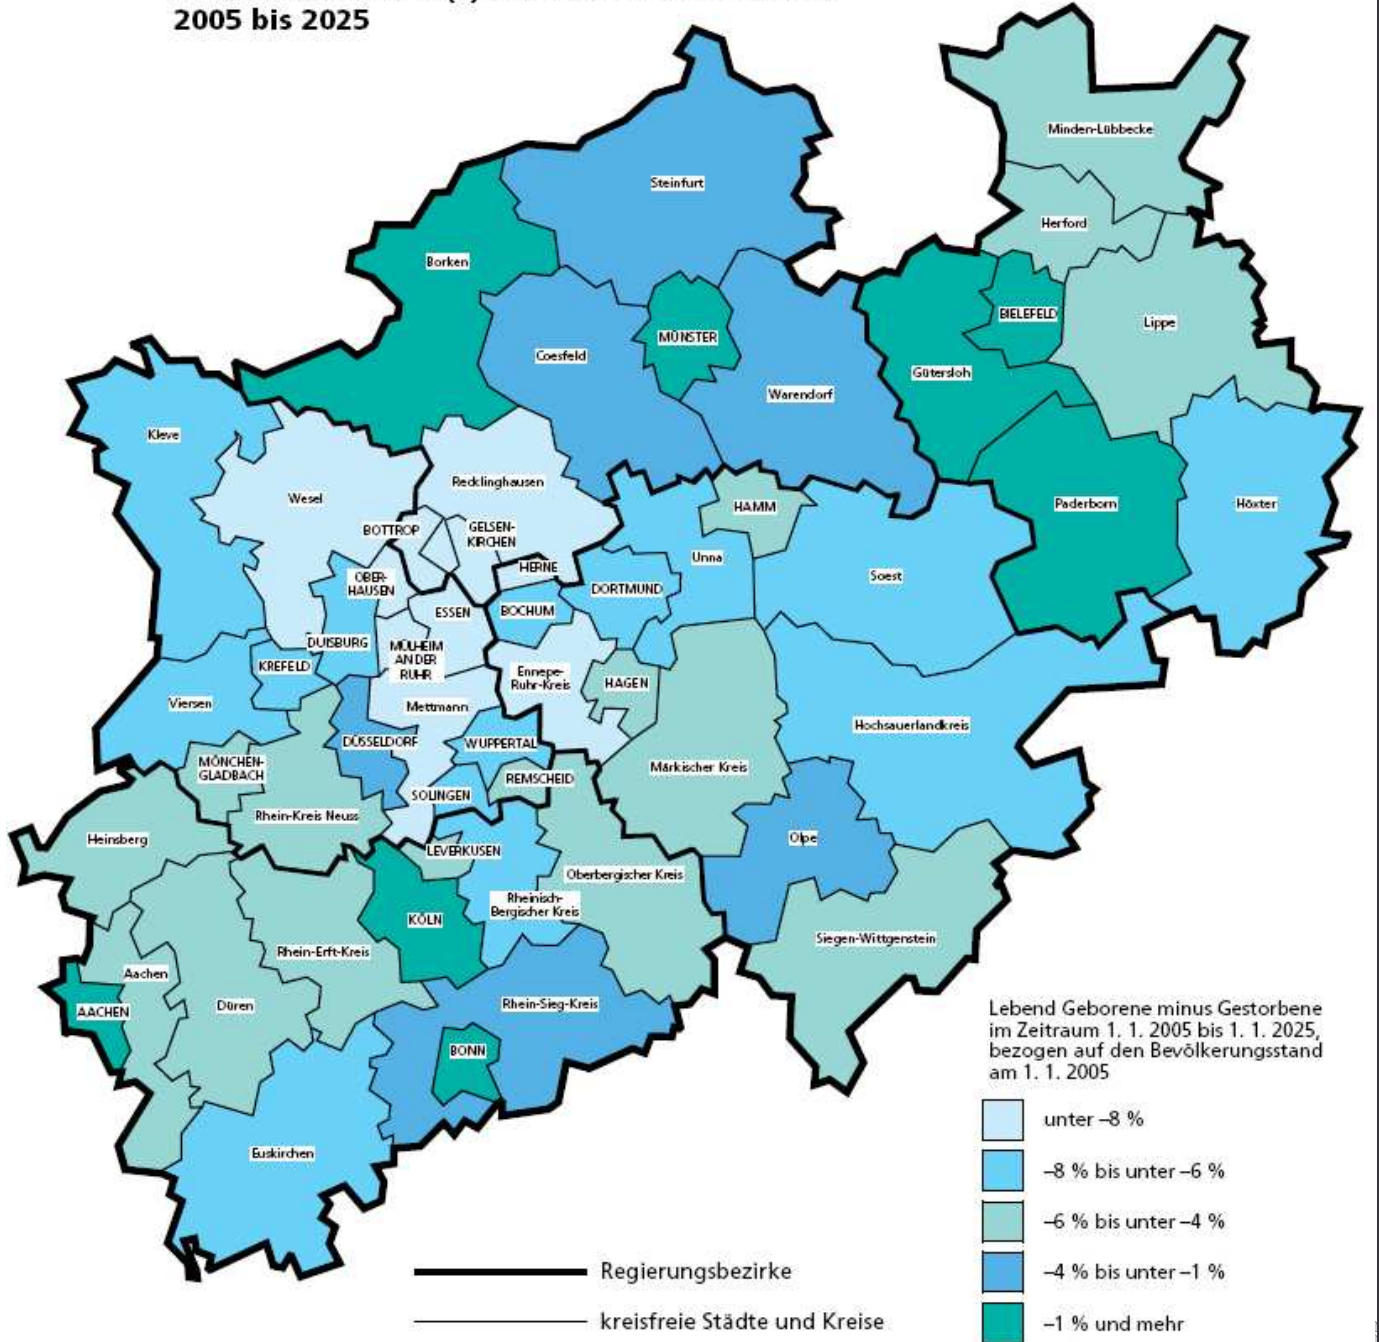 2005 bis 2025
Minden-Lübbecke
Steinfurt
Herford
Borken
BIELEFELD
Lippe
MÜNSTER
Coesfeld
Gütersloh
Warendorf
Kleve
Recklinghausen
Wesel
Paderborn
Höxter
HAMM
BOTTROP
GELSEN-
KIRCHEN
Unna
HERNE
Soest
OBER-
HAUSEN
DORTMUND
ESSEN
BOCHUM
DUISBURG
MÜLHEIM
AN DER
RUHR
KREFELD
Ennepe-
Ruhr-Kreis
HAGEN
Viersen
Mettmann
Hochsauerlandkreis
DÜSSELDORF
WUPPERTAL
MÖNCHEN-
GLADBACH
Märkischer Kreis
REMSCHEID
SOLINGEN
Rhein-Kreis Neuss
Heinsberg
Olpe
LEVERKUSEN
Oberbergischer Kreis
Rheinisch-
Bergischer Kreis
KÖLN
Siegen-Wittgenstein
Rhein-Erft-Kreis
Aachen
Rhein-Sieg-Kreis
Düren
AACHEN
BONN
Euskirchen
Lebend Geborene minus Gestorbene
im Zeitraum 1. 1. 2005 bis 1. 1. 2025,
bezogen auf den Bevölkerungsstand
am 1. 1. 2005
unter –8 %
–8 % bis unter –6 %
–6 % bis unter –4 %
–4 % bis unter –1 %
–1 % und mehr
Regierungsbezirke
kreisfreie Städte und Kreise